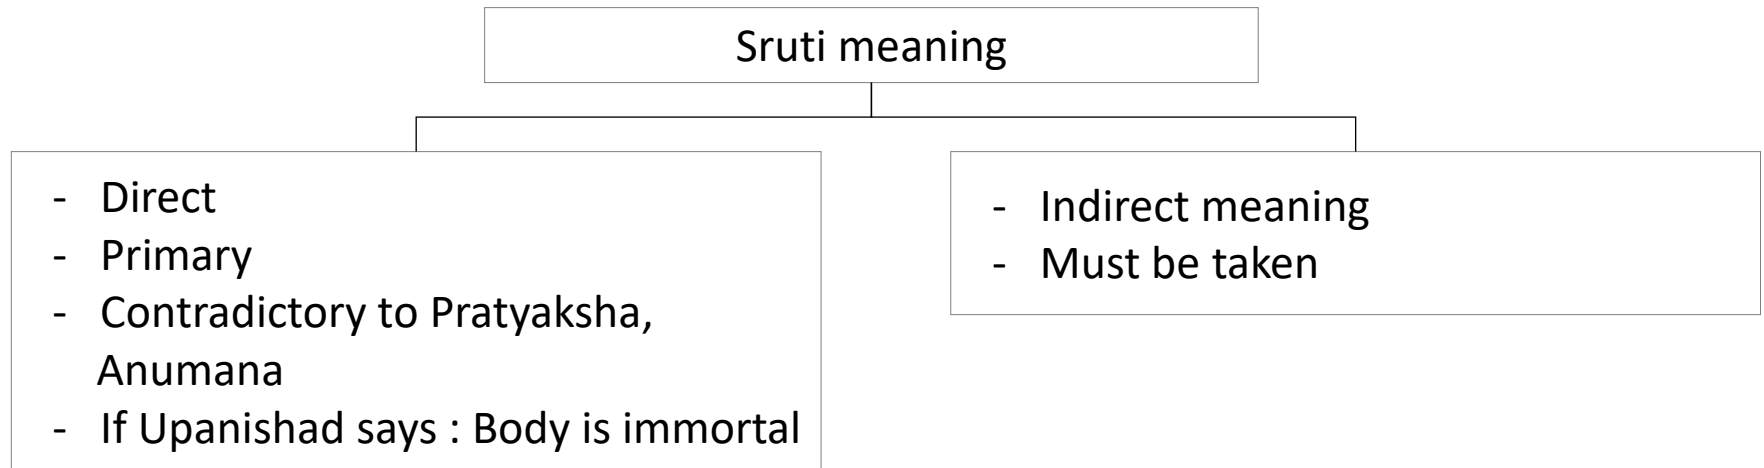 Sruti meaning
- Direct
- Primary
- Contradictory to Pratyaksha,
Anumana
- If Upanishad says : Body is immortal
- Indirect meaning
- Must be taken